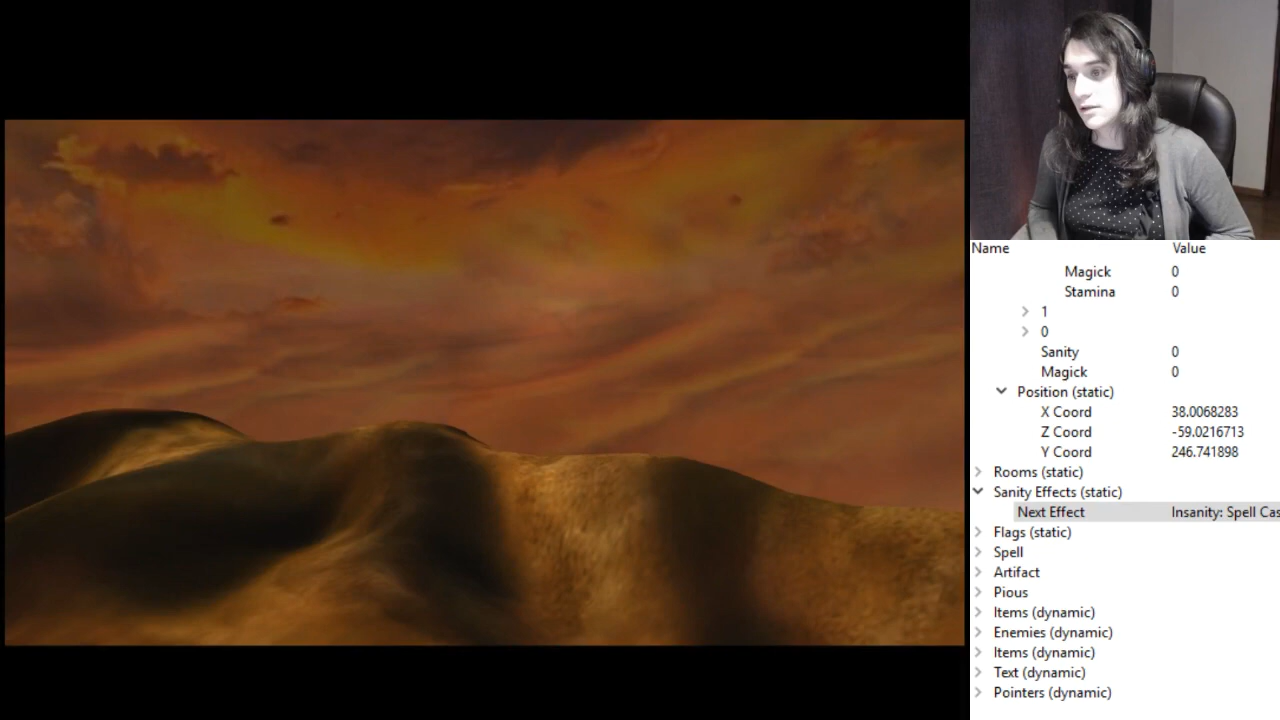 Name Value
Magick 0
Stamina 0
1
0
Sanity 0
Magick 0
Position (static)
X Coord 38.0068283
Z Coord -59.0216713
Y Coord 246.741898
Rooms (static)
Sanity Effects (static)
Next Effect Insanity: Spell Cas
Flags (static)
Spell
Artifact
Pious
Items (dynamic)
Enemies (dynamic)
Items (dynamic)
Text (dynamic)
Pointers (dynamic)